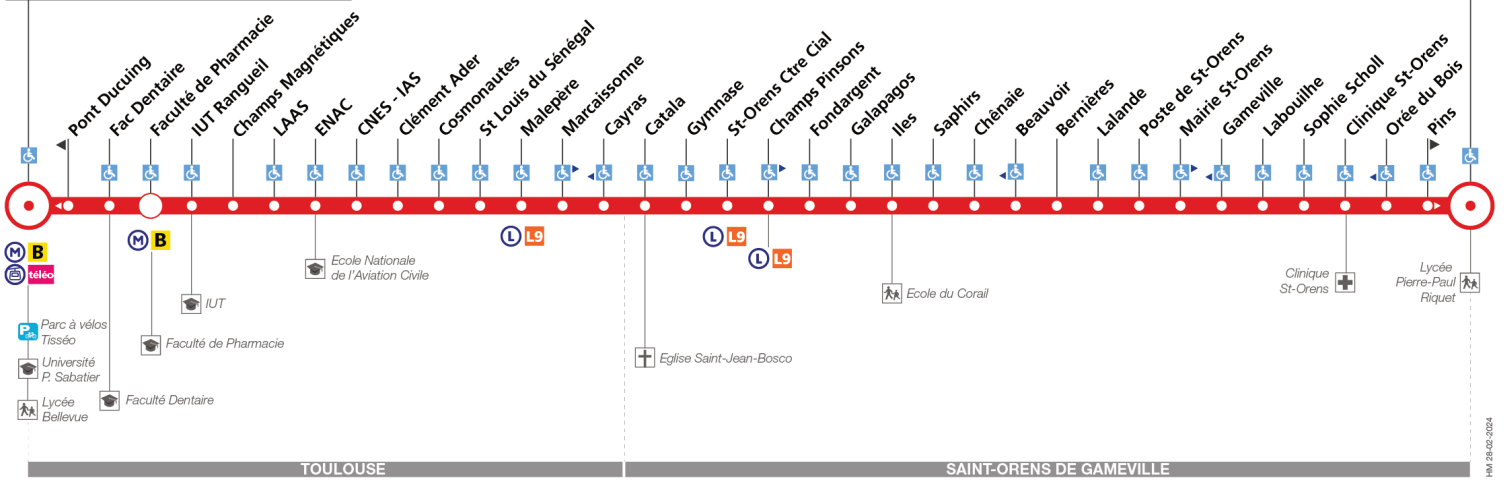 Pont Ducuing
Fac Dentaire
Faculté de Pharmacie
IUT Rangueil
Champs Magnétiques
LAAS
ENAC
CNES - IAS
Clément Ader
Cosmonautes
St Louis du Sénégal
Malepère
Marcaissonne
Cayras
Catala
Gymnase
St-Orens Ctre Cial
Champs Pinsons
Fondargent
Galapagos
Iles
Saphirs
Chênaie
Beauvoir
Bernières
Lalande
Poste de St-Orens
Mairie St-Orens
Gameville
Labouilhe
Sophie Scholl
Clinique St-Orens
Orée du Bois
Pins
M B
téléo
P
Parc à vélos
Tisséo
Université
P. Sabatier
Lycée
Bellevue
Faculté Dentaire
M B
Faculté de Pharmacie
IUT
Ecole Nationale
de l'Aviation Civile
L L9
Eglise Saint-Jean-Bosco
L L9
L L9
Ecole du Corail
Clinique
St-Orens
Lycée
Pierre-Paul
Riquet
TOULOUSE
SAINT-ORENS DE GAMEVILLE
HM 28-02-2024